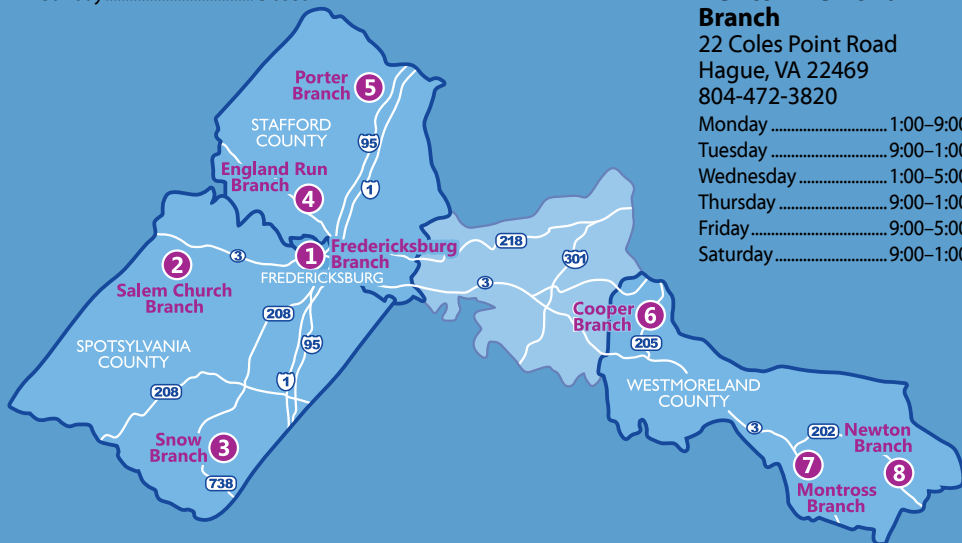 Branch
22 Coles Point Road
Hague, VA 22469
804-472-3820
Monday ............................... 1:00–9:00
Tuesday ............................... 9:00–1:00
Wednesday ........................ 1:00–5:00
Thursday ............................. 9:00–1:00
Friday ..................................... 9:00–5:00
Saturday .............................. 9:00–1:00
Porter
Branch
5
STAFFORD
COUNTY
95
England Run
Branch
4
1
218
301
1
Fredericksburg
Branch
FREDERICKSBURG
3
2
Salem Church
Branch
3
Cooper
Branch
6
205
208
95
SPOTSYLVANIA
COUNTY
1
208
WESTMORELAND
COUNTY
Snow
Branch
3
738
3
202
Newton
Branch
7
8
Montross
Branch